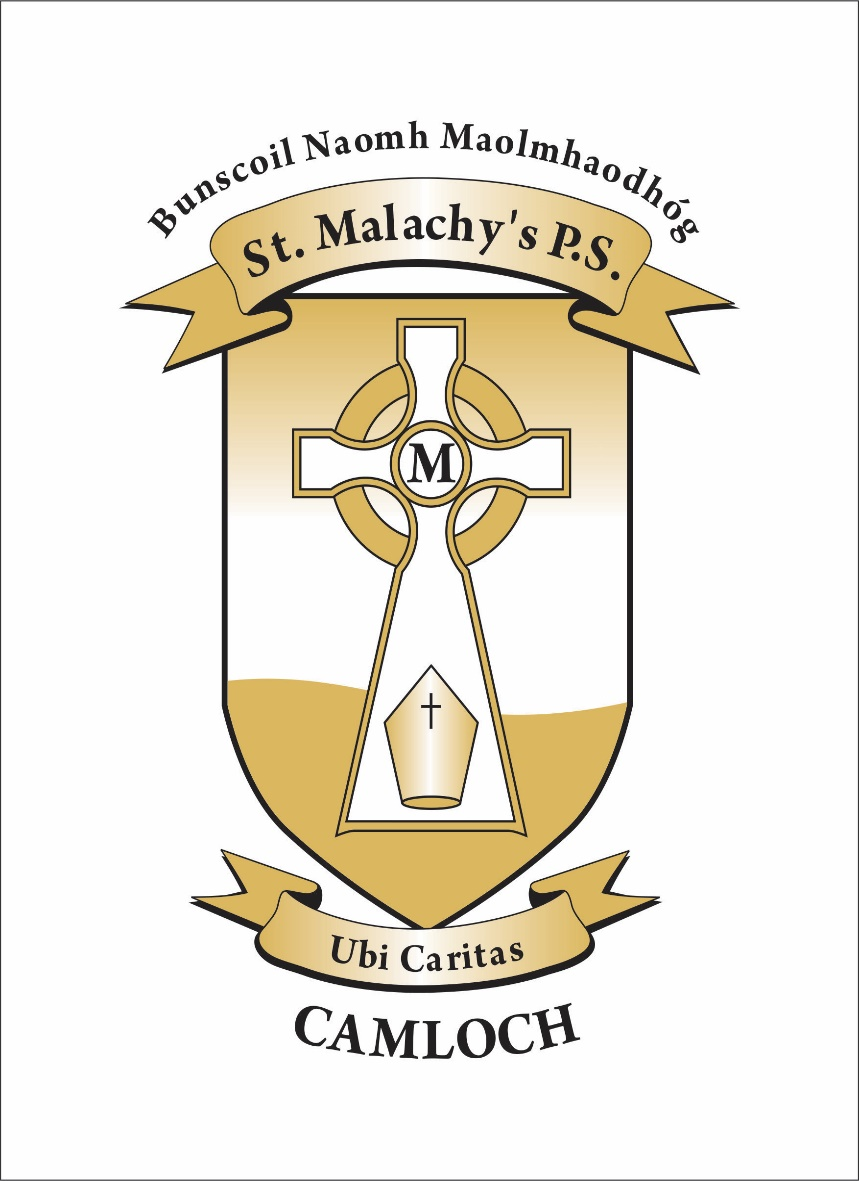 Bunscoil Naomh Maolmhaodhóg
St. Malachy's P.S.
M
Ubi Caritas
CAMLOCH